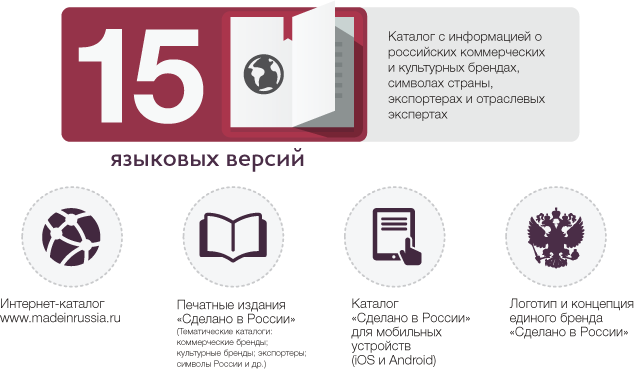 15
языковых версий
Каталог с информацией о
российских коммерческих
и культурных брендах,
символах страны,
экспортерах и отраслевых
экспертах
Интернет-каталог
www.madeinrussia.ru
Печатные издания
«Сделано в России»
(Тематические каталоги:
коммерческие бренды;
культурные бренды; экспортеры;
символы России и др.)
Каталог
«Сделано в России»
для мобильных
устройств
(iOS и Android)
Логотип и концепция
единого бренда
«Сделано в России»